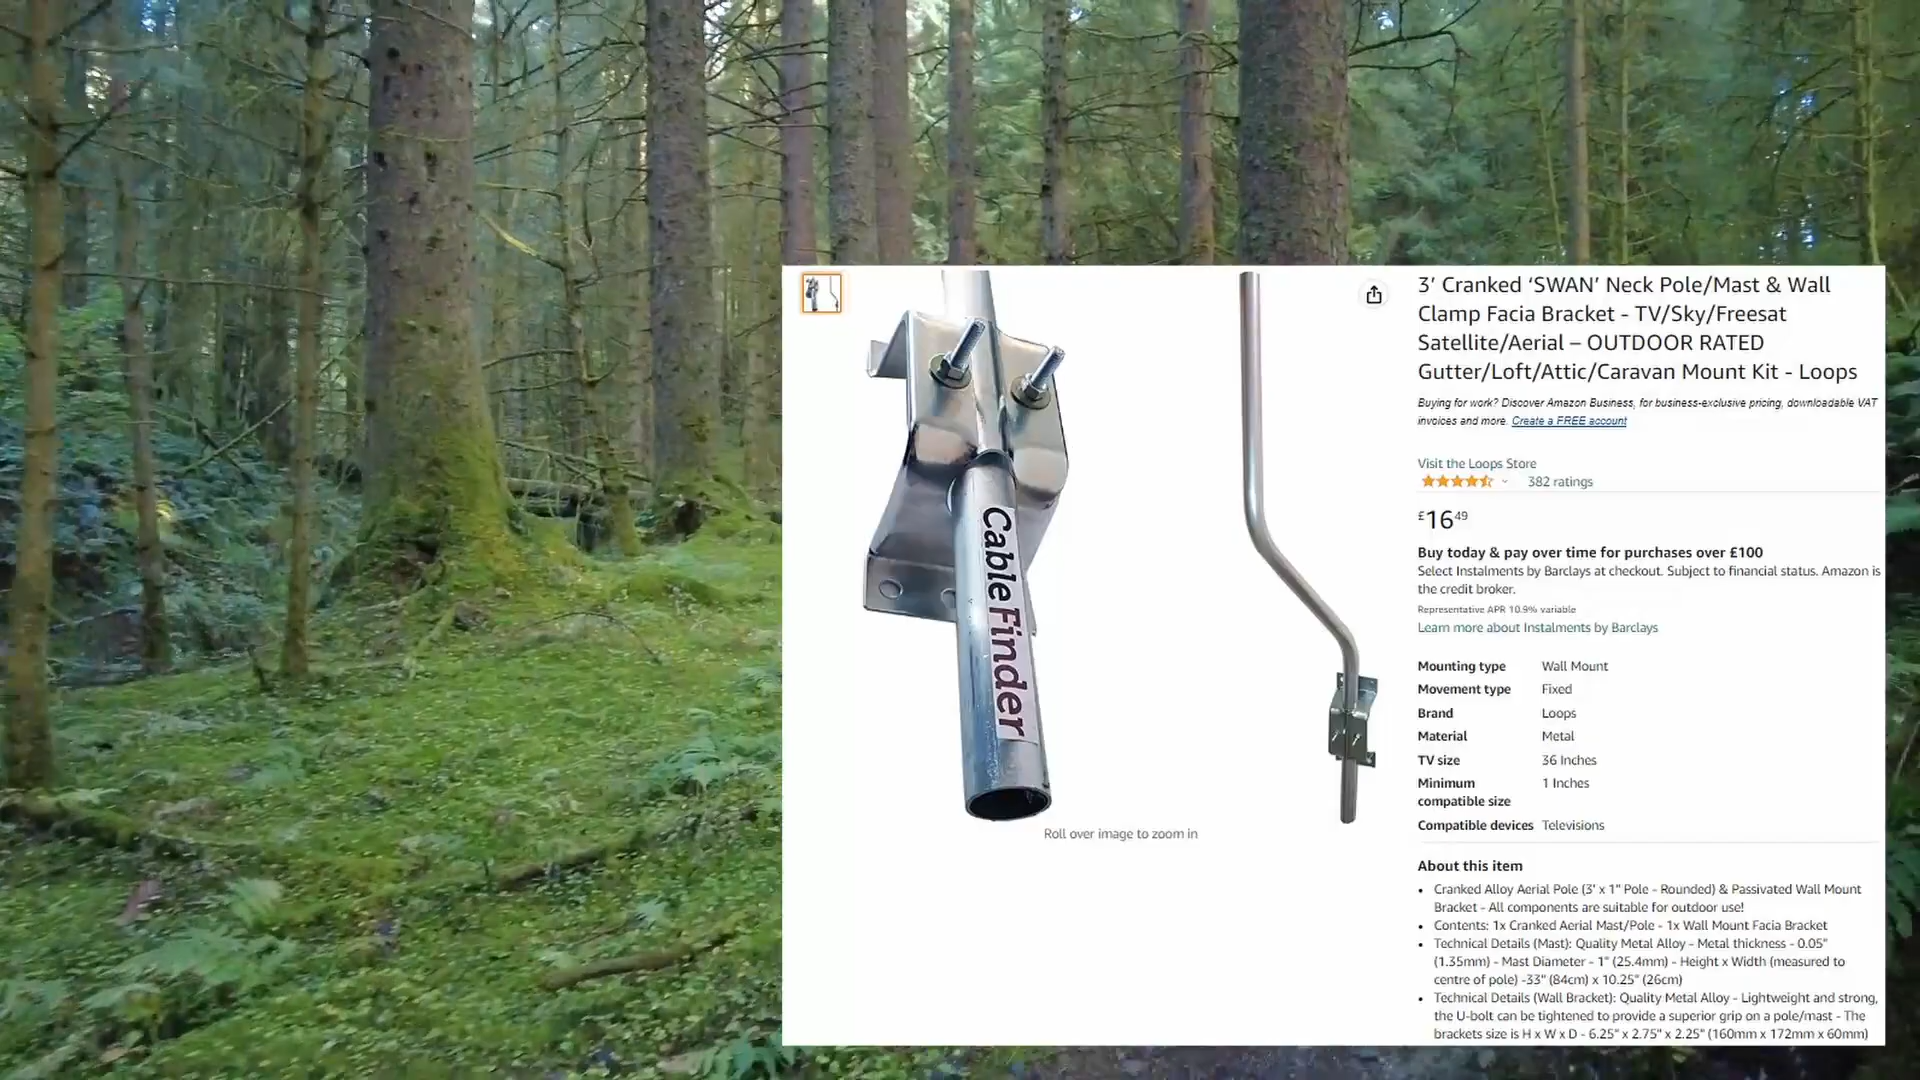 3′ Cranked ‘SWAN’ Neck Pole/Mast & Wall
Clamp Facia Bracket - TV/Sky/Freesat
Satellite/Aerial – OUTDOOR RATED
Gutter/Loft/Attic/Caravan Mount Kit - Loops
Buying for work? Discover Amazon Business, for business-exclusive pricing, downloadable VAT
invoices and more. Create a FREE account
Visit the Loops Store
382 ratings
£16 49
Buy today & pay over time for purchases over £100
Select Instalments by Barclays at checkout. Subject to financial status. Amazon is
the credit broker.
Representative APR 10.9% variable
Learn more about Instalments by Barclays
Mounting type Wall Mount
Movement type Fixed
Brand Loops
Material Metal
TV size 36 Inches
Minimum 1 Inches
compatible size
Compatible devices Televisions
About this item
• Cranked Alloy Aerial Pole (3' x 1" Pole - Rounded) & Passivated Wall Mount
Bracket - All components are suitable for outdoor use!
• Contents: 1x Cranked Aerial Mast/Pole - 1x Wall Mount Facia Bracket
• Technical Details (Mast): Quality Metal Alloy - Metal thickness - 0.05"
(1.35mm) - Mast Diameter - 1" (25.4mm) - Height x Width (measured to
centre of pole) -33" (84cm) x 10.25" (26cm)
• Technical Details (Wall Bracket): Quality Metal Alloy - Lightweight and strong,
the U-bolt can be tightened to provide a superior grip on a pole/mast - The
brackets size is H x W x D - 6.25" x 2.75" x 2.25" (160mm x 172mm x 60mm)
CableFinder
Roll over image to zoom in